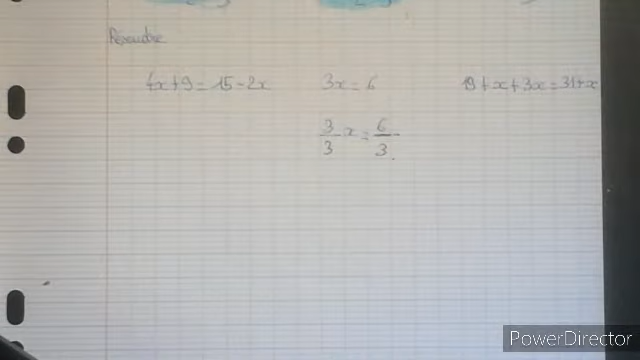 Résoudre
4x+9=15-2x
3x=6
19+x+3x=31+x
3/3 x = 6/3
PowerDirector